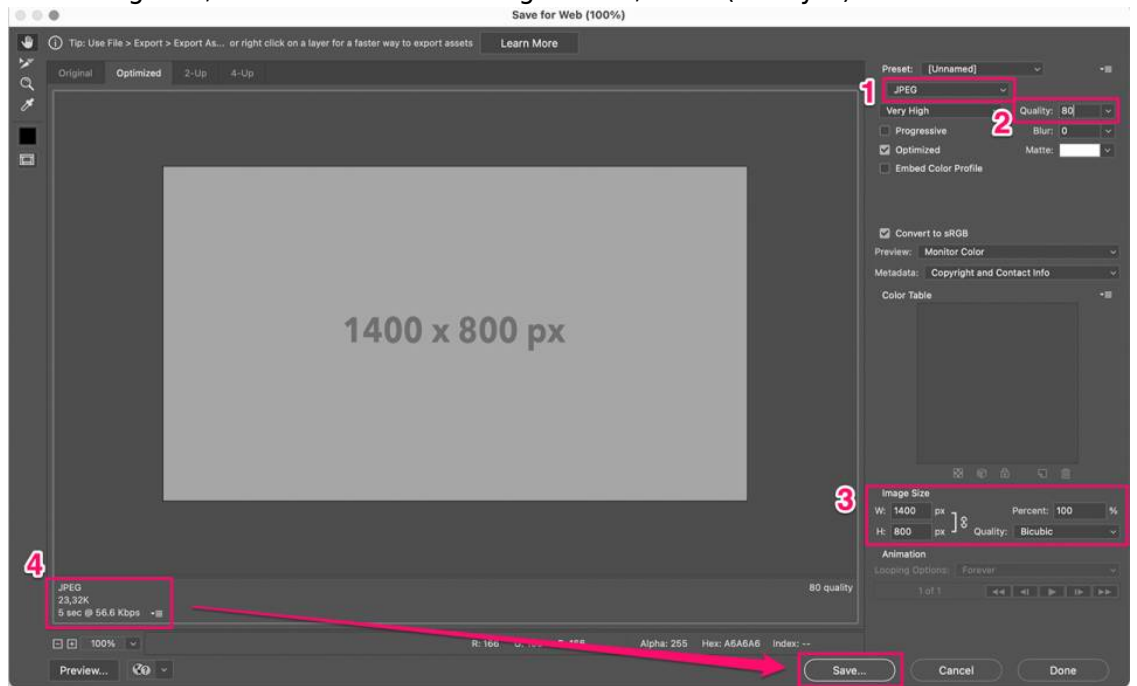 Save for Web (100%)
Tip: Use File > Export > Export As... or right click on a layer for a faster way to export assets
Learn More
Original Optimized 2-Up 4-Up
Preset: [Unnamed]
1
JPEG
Very High
2
Quality: 80
Progressive
Blur: 0
Optimized
Matte:
Embed Color Profile
Convert to sRGB
Preview: Monitor Color
Metadata: Copyright and Contact Info
Color Table
1400 x 800 px
3
Image Size
W: 1400 px
Percent: 100 %
H: 800 px
Quality: Bicubic
Animation
Looping Options: Forever
1 of 1
4
JPEG
23,32K
5 sec @ 56.6 Kbps
80 quality
100%
R: 166
Alpha: 255 Hex: A6A6A6 Index: --
Preview...
Save...
Cancel
Done